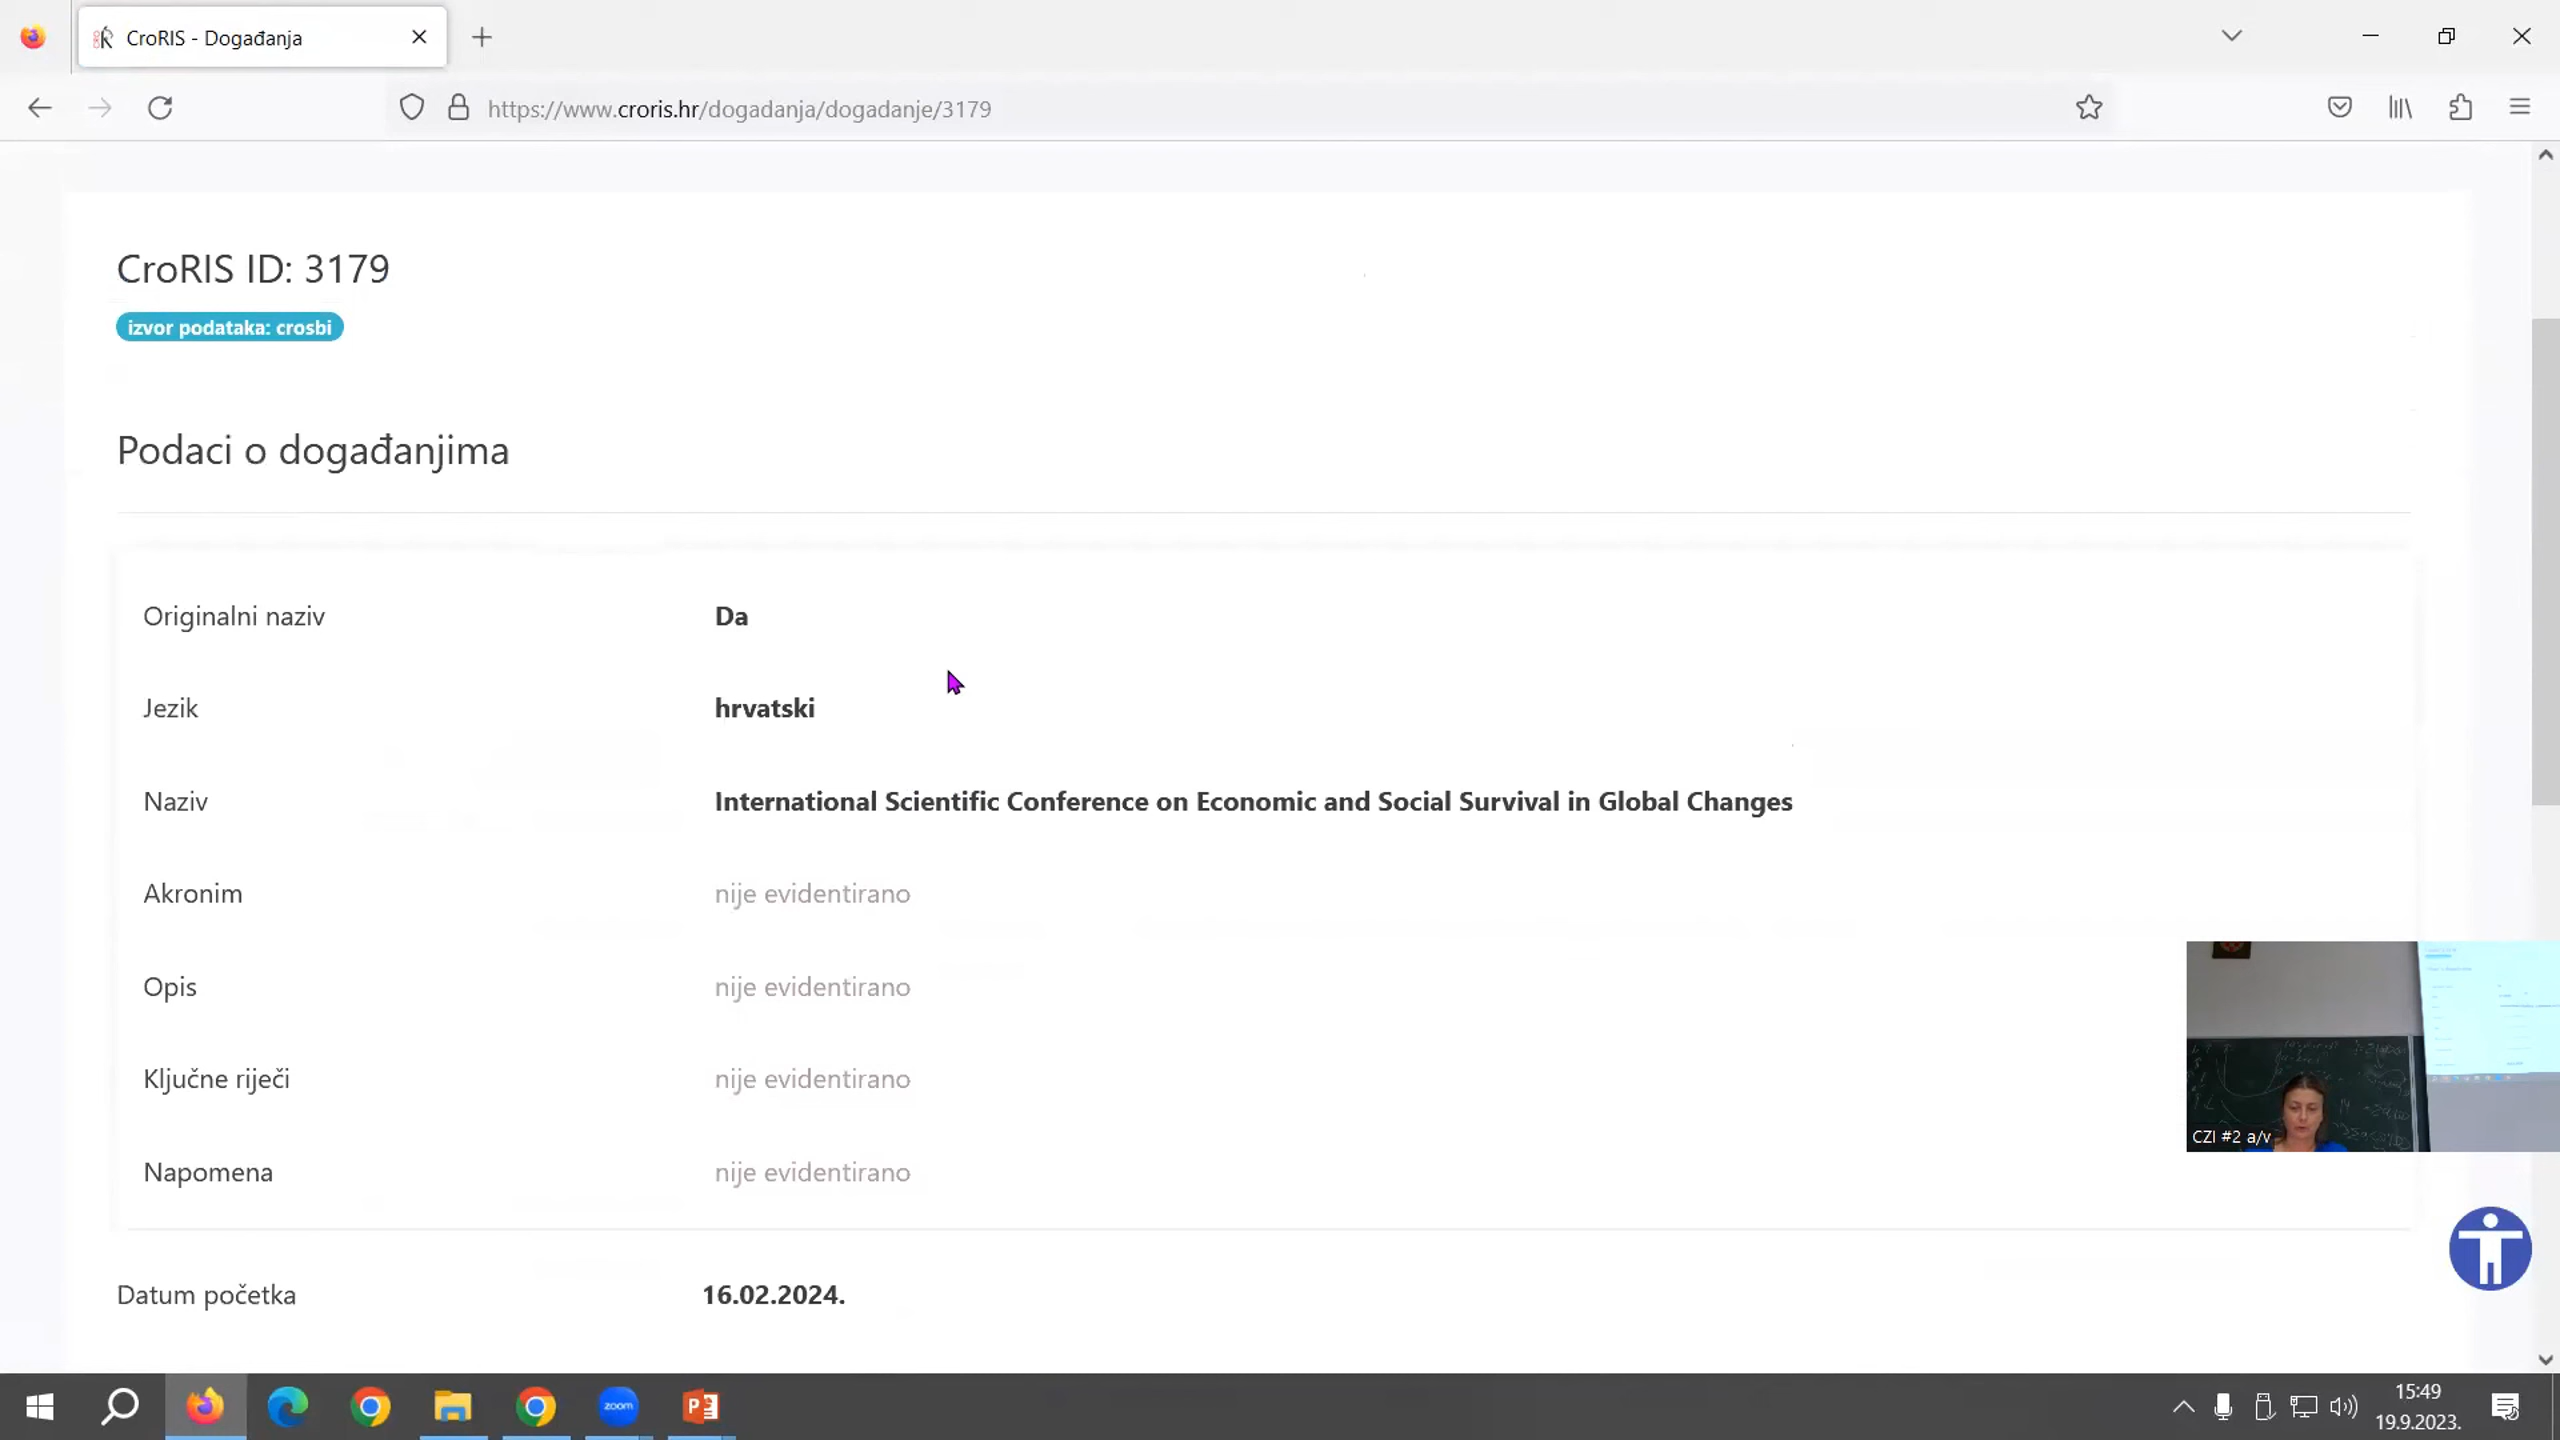 CroRIS - Događanja
https://www.croris.hr/dogadanja/dogadanje/3179
CroRIS ID: 3179
izvor podataka: crosbi
Podaci o događanjima
Originalni naziv Da
Jezik hrvatski
Naziv International Scientific Conference on Economic and Social Survival in Global Changes
Akronim nije evidentirano
Opis nije evidentirano
Ključne riječi nije evidentirano
Napomena nije evidentirano
CZI #2 a/v
Datum početka 16.02.2024.
zoom
15:49
19.9.2023.